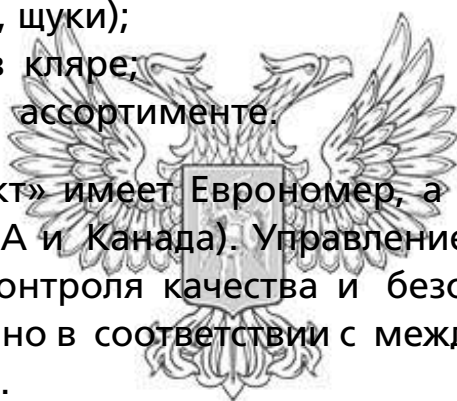 , щуки);
в кляре;
ассортименте.
кт» имеет Еврономер, а
А и Канада). Управление
онтроля качества и безо
но в соответствии с межд
.